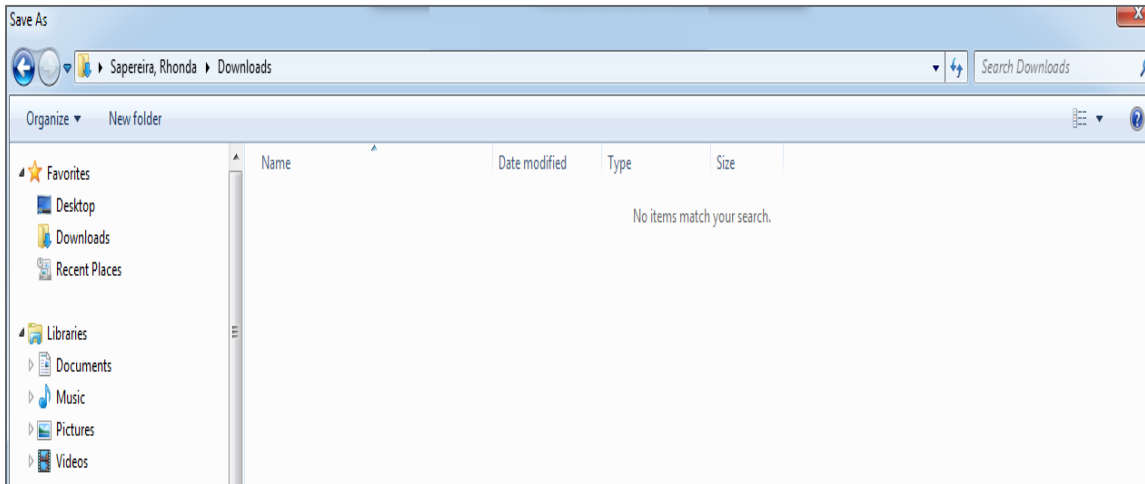 Save As
Sapereira, Rhonda Downloads Search Downloads
Organize New folder
Name Date modified Type Size
No items match your search.
Favorites
Desktop
Downloads
Recent Places
Libraries
Documents
Music
Pictures
Videos